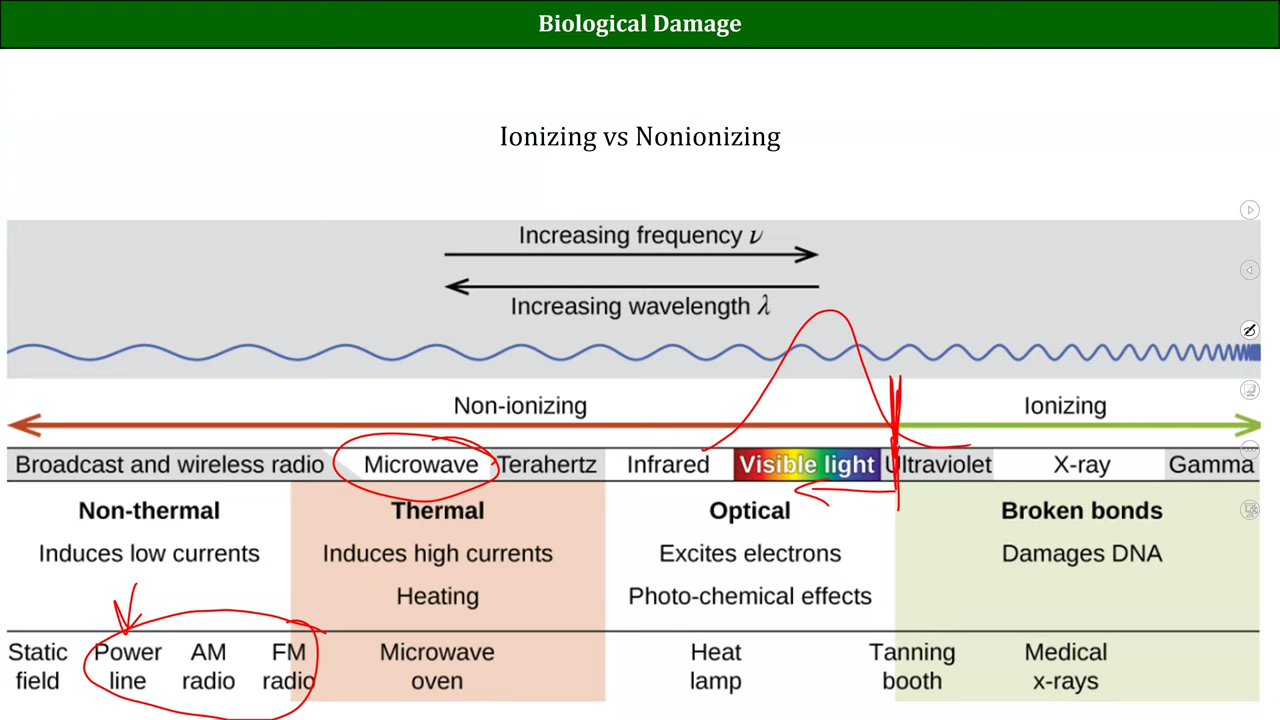 Biological Damage
Ionizing vs Nonionizing
Increasing frequency ν
Increasing wavelength λ
Non-ionizing
Ionizing
Broadcast and wireless radio
Microwave
Terahertz
Infrared
Visible light
Ultraviolet
X-ray
Gamma
Non-thermal
Thermal
Optical
Broken bonds
Induces low currents
Induces high currents
Excites electrons
Damages DNA
Heating
Photo-chemical effects
Static field
Power line
AM radio
FM radio
Microwave oven
Heat lamp
Tanning booth
Medical x-rays